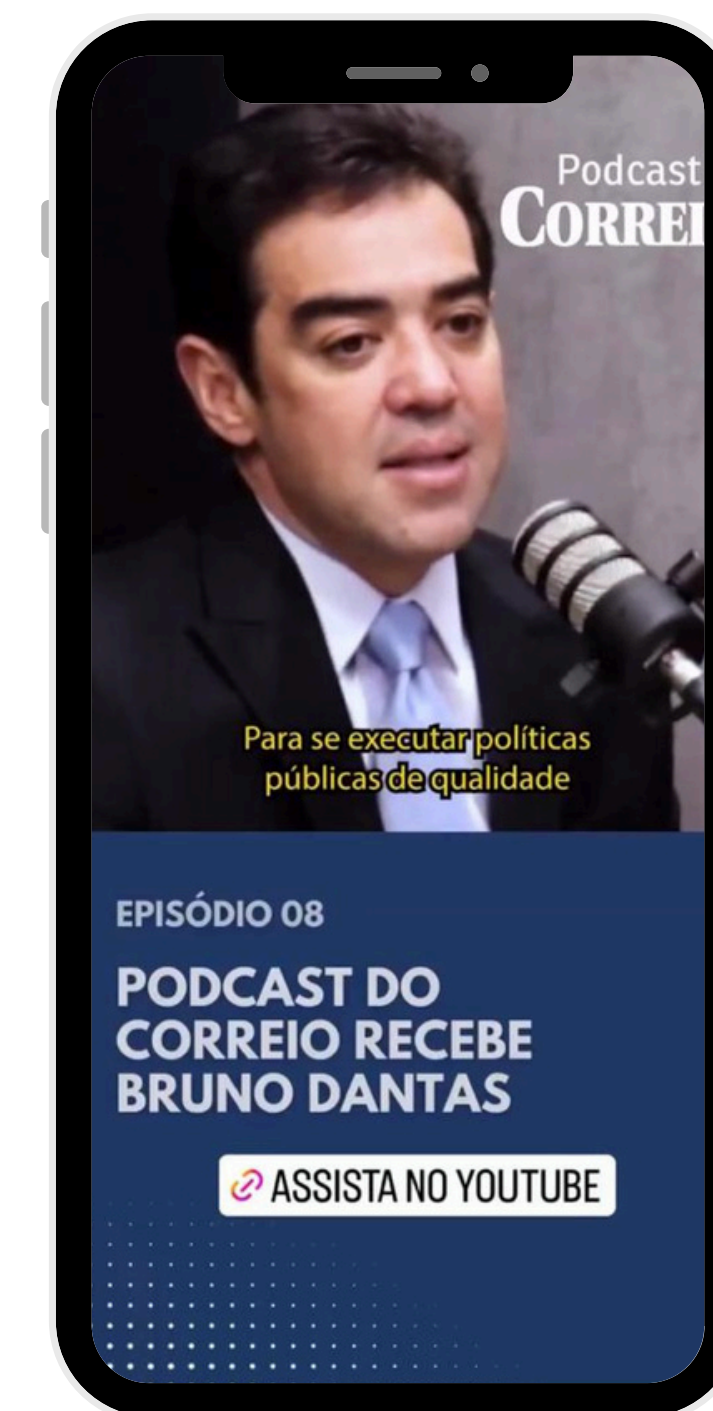 Podcast
CORREI
Para se executar políticas
públicas de qualidade
EPISÓDIO 08
PODCAST DO
CORREIO RECEBE
BRUNO DANTAS
ASSISTA NO YOUTUBE